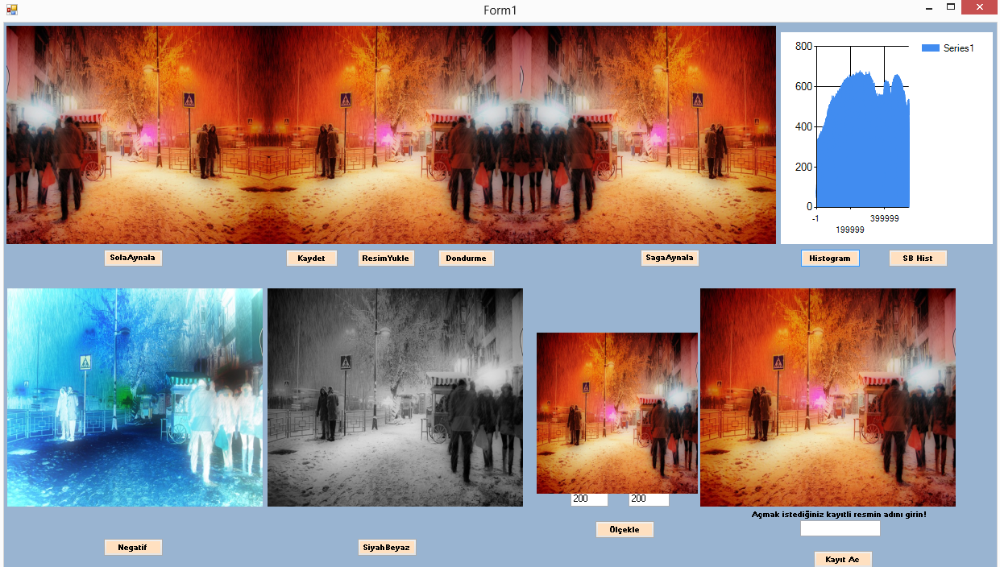 Form1
800
600
400
200
0
-1
199999
399999
Series1
SolaAynala
Kaydet
ResimYukle
Dondurme
SagaAynala
Histogram
SB Hist
200
200
Açmak istediğiniz kayıtli resmin adını girin!
Ölçekle
Negatif
SiyahBeyaz
Kayıt Ac